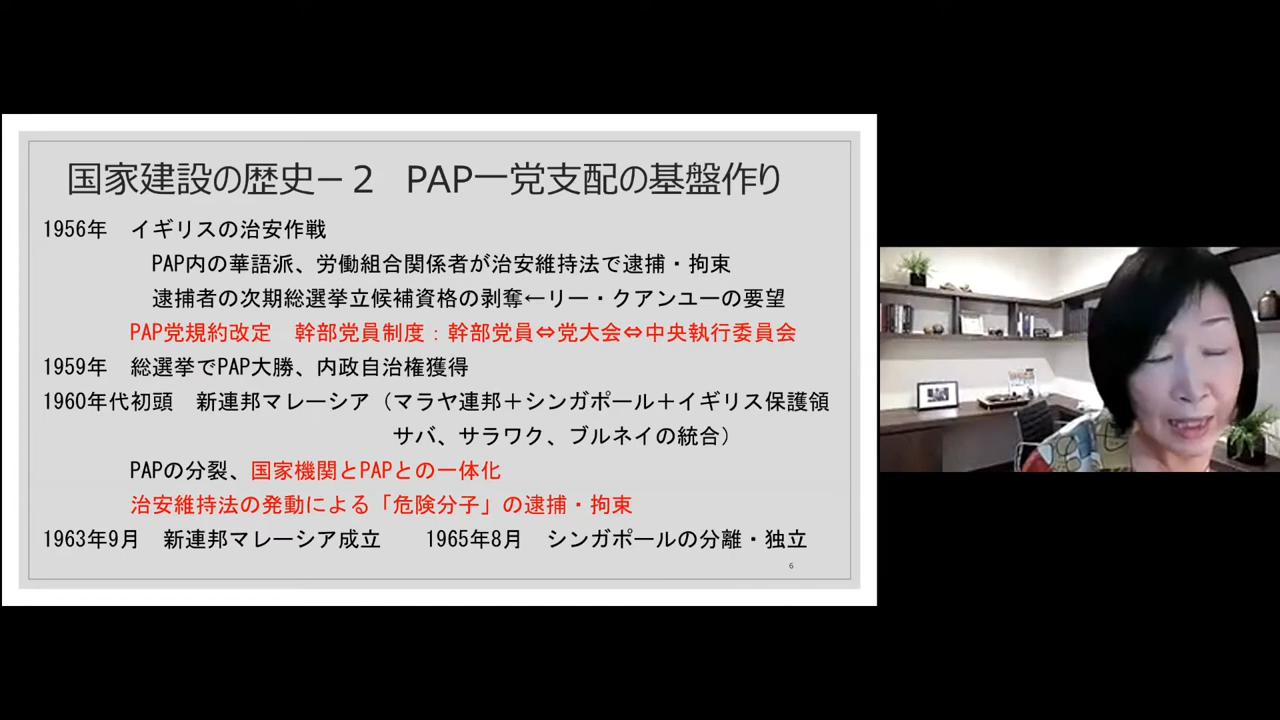 国家建設の歴史－２　PAP一党支配の基盤作り
1956年　イギリスの治安作戦
PAP内の華語派、労働組合関係者が治安維持法で逮捕・拘束
逮捕者の次期総選挙立候補資格の剥奪←リー・クアンユーの要望
PAP党規約改定　幹部党員制度：幹部党員⇔党大会⇔中央執行委員会
1959年　総選挙でPAP大勝、内政自治権獲得
1960年代初頭　新連邦マレーシア（マラヤ連邦＋シンガポール＋イギリス保護領
サバ、サラワク、ブルネイの統合）
PAPの分裂、国家機関とPAPとの一体化
治安維持法の発動による「危険分子」の逮捕・拘束
1963年9月　新連邦マレーシア成立　　1965年8月　シンガポールの分離・独立
6